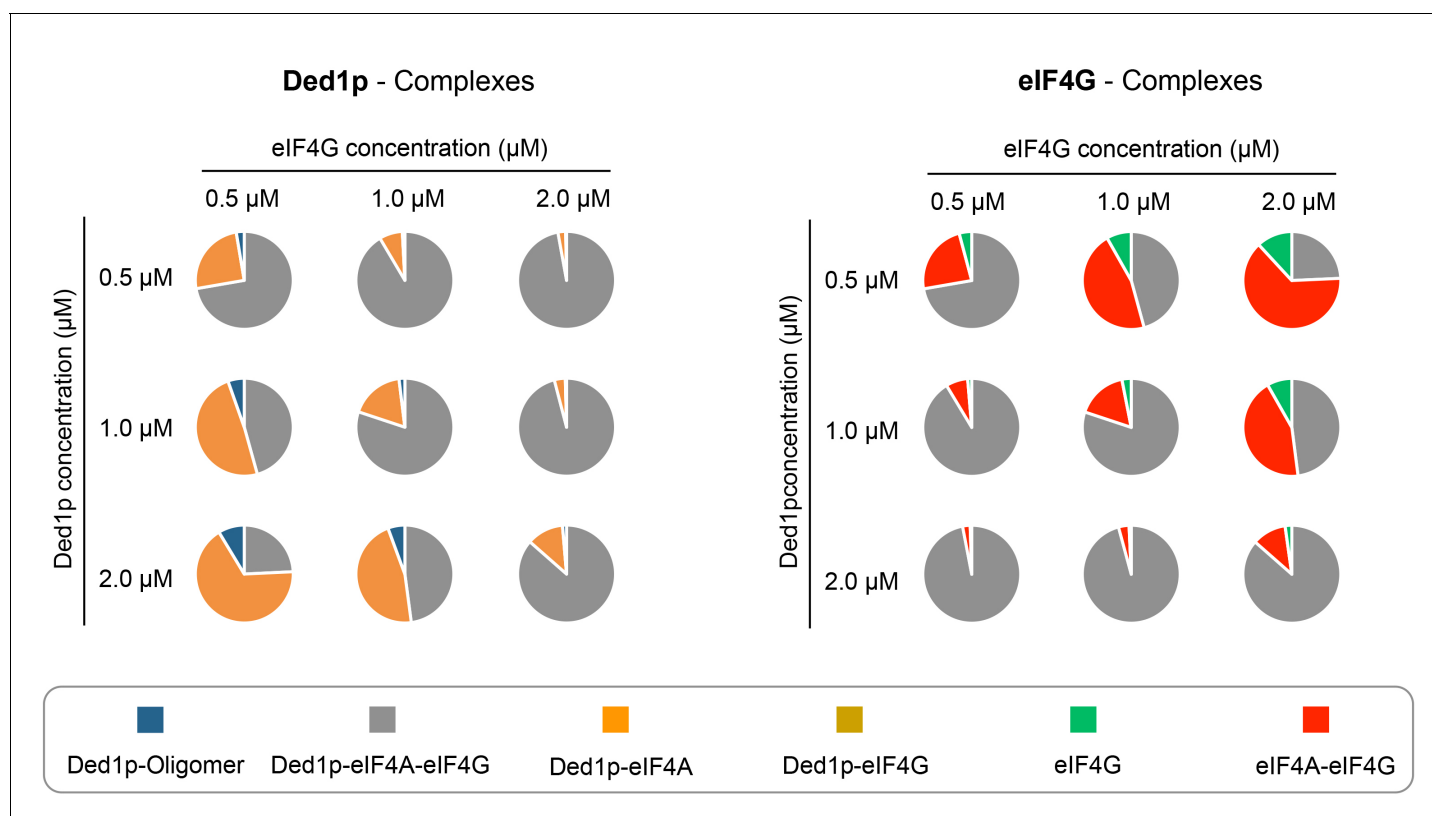 Ded1p - Complexes
eIF4G concentration (µM)
0.5 µM 1.0 µM 2.0 µM
Ded1p concentration (µM)
0.5 µM
1.0 µM
2.0 µM
eIF4G - Complexes
eIF4G concentration (µM)
0.5 µM 1.0 µM 2.0 µM
Ded1pconcentration (µM)
0.5 µM
1.0 µM
2.0 µM
Ded1p-Oligomer Ded1p-eIF4A-eIF4G Ded1p-eIF4A Ded1p-eIF4G eIF4G eIF4A-eIF4G